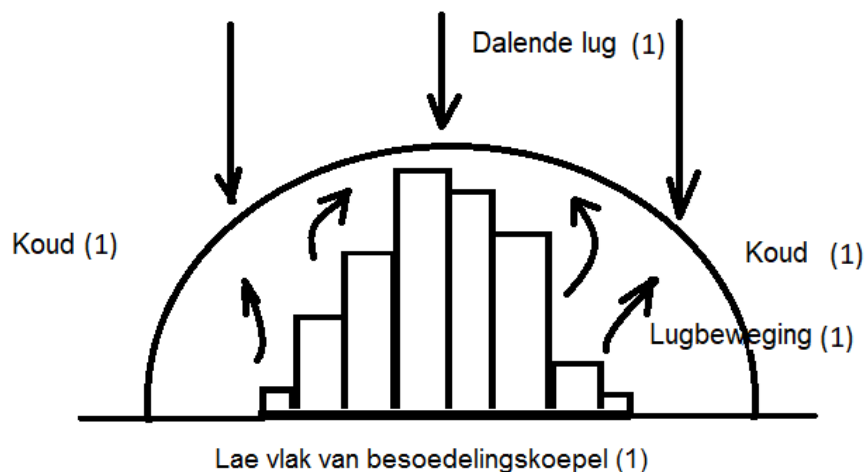 Dalende lug (1)
Koud (1)
Koud (1)
Lugbeweging (1)
Lae vlak van besoedelingskoepel (1)